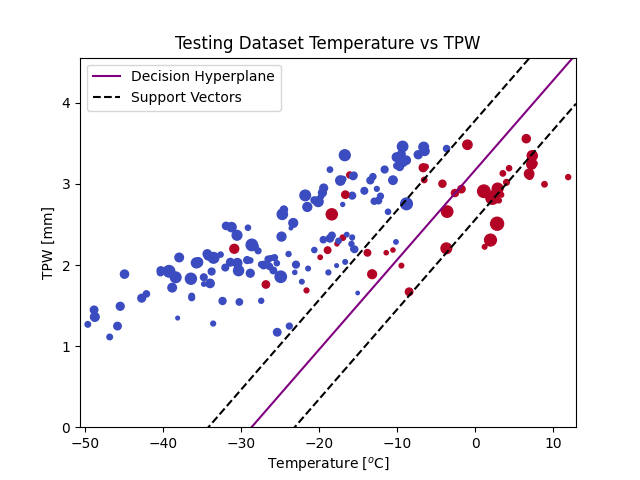 Testing Dataset Temperature vs TPW
Decision Hyperplane
Support Vectors
TPW [mm]
4
3
2
1
0
−50 −40 −30 −20 −10 0 10
Temperature [°C]